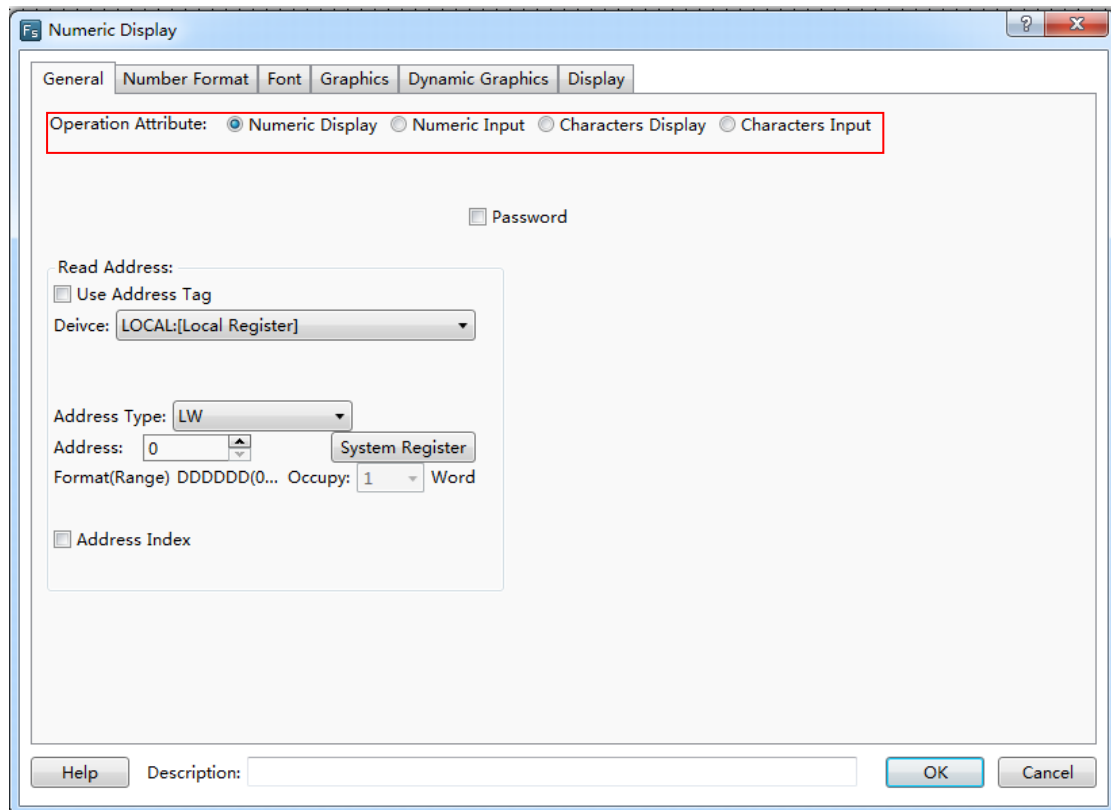 Fs Numeric Display
General Number Format Font Graphics Dynamic Graphics Display
Operation Attribute: Numeric Display Numeric Input Characters Display Characters Input
Password
Read Address:
Use Address Tag
Deivce: LOCAL:[Local Register]
Address Type: LW
Address: 0 System Register
Format(Range) DDDDDD(0... Occupy: 1 Word
Address Index
Help Description: OK Cancel